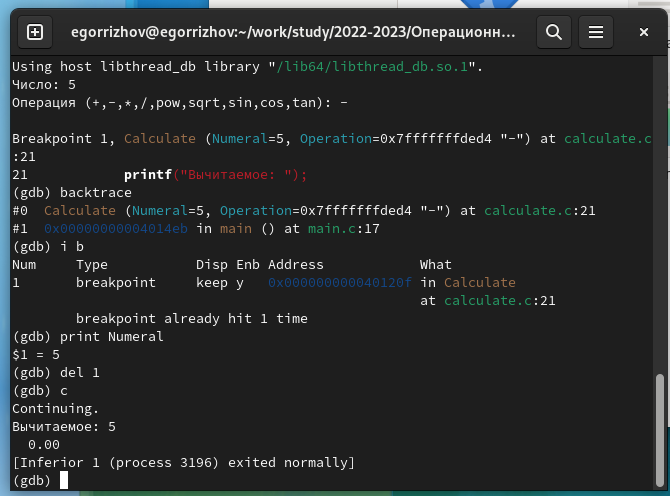 egorrizhov@egorrizhov:~/work/study/2022-2023/Операционн...
Using host libthread_db library "/lib64/libthread_db.so.1".
Число: 5
Операция (+,-,*,/,pow,sqrt,sin,cos,tan): -
Breakpoint 1, Calculate (Numeral=5, Operation=0x7fffffffded4 "-") at calculate.c
:21
21            printf("Вычитаемое: ");
(gdb) backtrace
#0  Calculate (Numeral=5, Operation=0x7fffffffded4 "-") at calculate.c:21
#1  0x00000000004014eb in main () at main.c:17
(gdb) i b
Num     Type           Disp Enb Address            What
1       breakpoint     keep y   0x000000000040120f in Calculate
                                                   at calculate.c:21
        breakpoint already hit 1 time
(gdb) print Numeral
$1 = 5
(gdb) del 1
(gdb) c
Continuing.
Вычитаемое: 5
  0.00
[Inferior 1 (process 3196) exited normally]
(gdb)